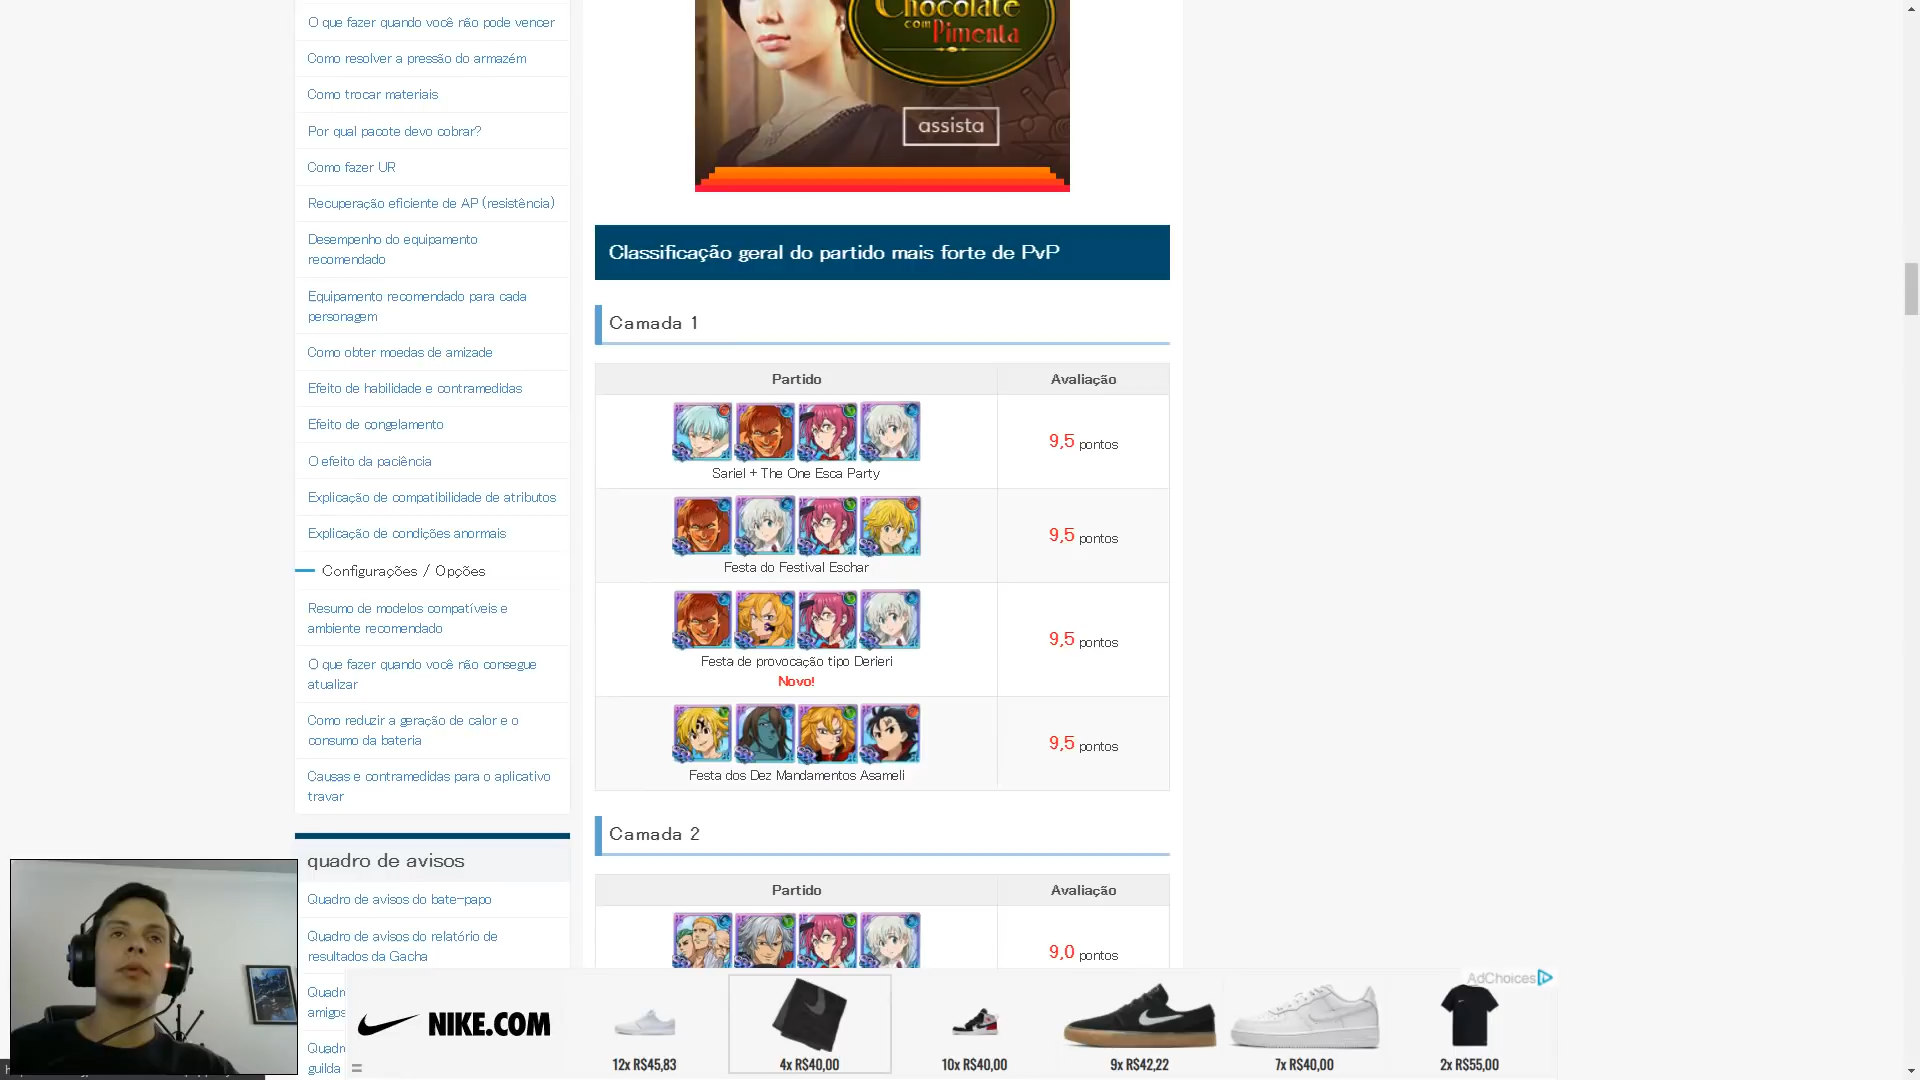 O que fazer quando você não pode vencer
Como resolver a pressão do armazém
Como trocar materiais
Por qual pacote devo cobrar?
Como fazer UR
Recuperação eficiente de AP (resistência)
Desempenho do equipamento
recomendado
Equipamento recomendado para cada
personagem
Como obter moedas de amizade
Efeito de habilidade e contramedidas
Efeito de congelamento
O efeito da paciência
Explicação de compatibilidade de atributos
Explicação de condições anormais
Configurações / Opções
Resumo de modelos compatíveis e
ambiente recomendado
O que fazer quando você não consegue
atualizar
Como reduzir a geração de calor e o
consumo da bateria
Causas e contramedidas para o aplicativo
travar
quadro de avisos
Quadro de avisos do bate-papo
Quadro de avisos do relatório de
resultados da Gacha
Quadr
amigos
Quadr
guilda
Chocolate
com Pimenta
assista
Classificação geral do partido mais forte de PvP
Camada 1
Partido Avaliação
9,5 pontos
Sariel + The One Esca Party
9,5 pontos
Festa do Festival Eschar
9,5 pontos
Festa de provocação tipo Derieri
Novo!
9,5 pontos
Festa dos Dez Mandamentos Asameli
Camada 2
Partido Avaliação
9,0 pontos
AdChoices
NIKE.COM
12x R$45,83
4x R$40,00
10x R$40,00
9x R$42,22
7x R$40,00
2x R$55,00